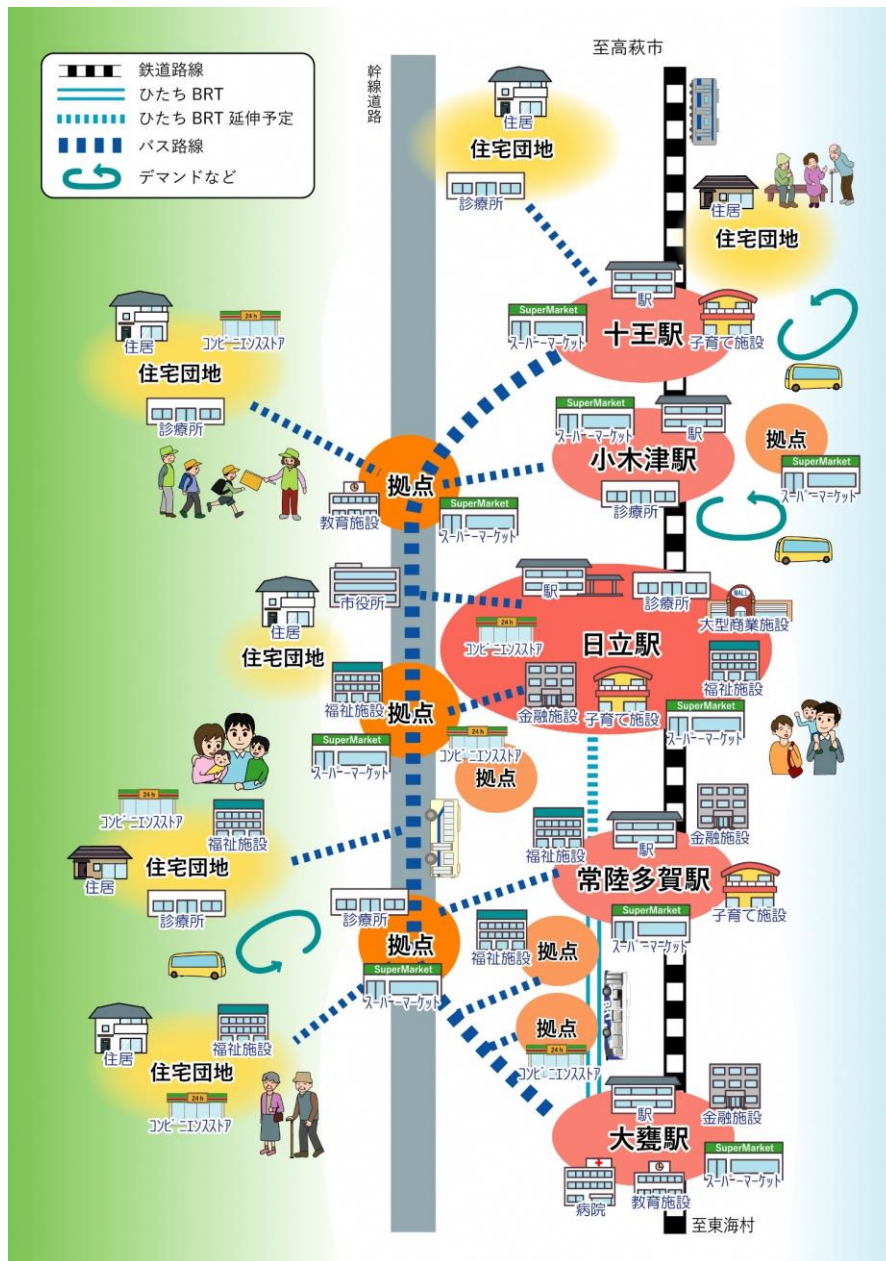 至高萩市
鉄道路線
ひたち BRT
ひたち BRT 延伸予定
バス路線
デマンドなど
幹線道路
住居
住宅団地
診療所
住居
住宅団地
駅
SuperMarket
スーパーマーケット
十王駅
子育て施設
住居
24h
コンビニエンスストア
住宅団地
診療所
SuperMarket
スーパーマーケット
駅
小木津駅
診療所
拠点
SuperMarket
スーパーマーケット
拠点
教育施設
SuperMarket
スーパーマーケット
市役所
住居
住宅団地
駅
診療所
MALL
大型商業施設
24h
コンビニエンスストア
日立駅
福祉施設
金融施設
子育て施設
SuperMarket
スーパーマーケット
福祉施設
拠点
SuperMarket
スーパーマーケット
24h
コンビニエンスストア
拠点
24h
コンビニエンスストア
福祉施設
住宅団地
住居
診療所
福祉施設
駅
金融施設
常陸多賀駅
子育て施設
SuperMarket
スーパーマーケット
診療所
拠点
SuperMarket
スーパーマーケット
福祉施設
拠点
拠点
24h
コンビニエンスストア
住居
福祉施設
住宅団地
24h
コンビニエンスストア
駅
金融施設
大甕駅
SuperMarket
スーパーマーケット
病院
教育施設
至東海村